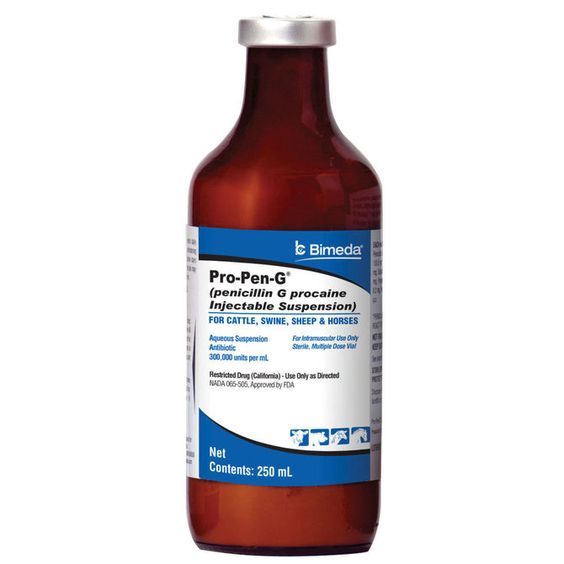 Bimeda®
Pro-Pen-G®
(penicillin G procaine
Injectable Suspension)
FOR CATTLE, SWINE, SHEEP & HORSES
Aqueous Suspension
Antibiotic
300,000 units per mL
For Intramuscular Use Only
Sterile, Multiple Dose Vial
Restricted Drug (California) - Use Only as Directed
NADA 065-505, Approved by FDA
Net
Contents: 250 mL